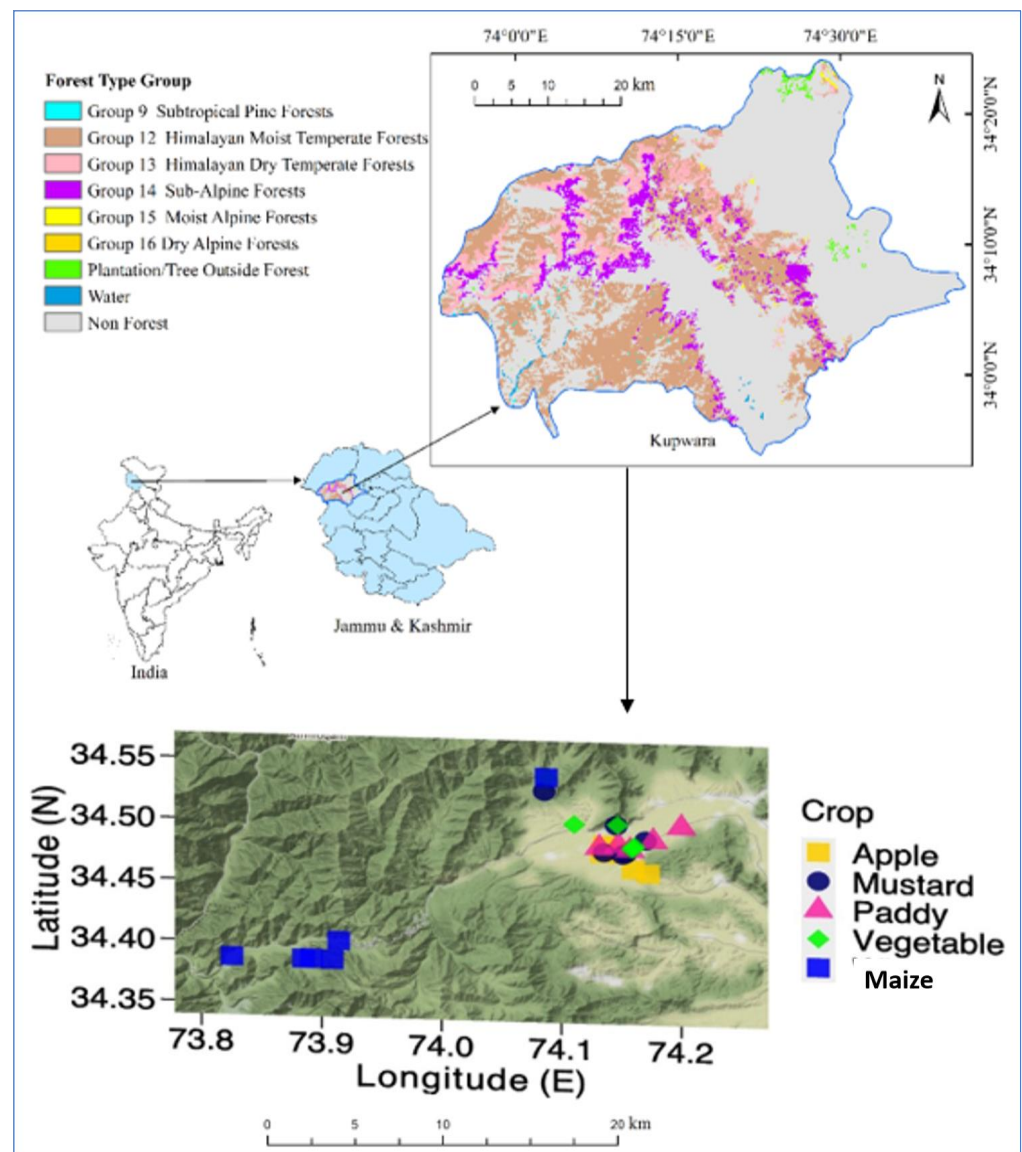 74°0'0"E 74°15'0"E 74°30'0"E
Forest Type Group
Group 9 Subtropical Pine Forests
Group 12 Himalayan Moist Temperate Forests
Group 13 Himalayan Dry Temperate Forests
Group 14 Sub-Alpine Forests
Group 15 Moist Alpine Forests
Group 16 Dry Alpine Forests
Plantation/Tree Outside Forest
Water
Non Forest
0 5 10 20 km
N
34°20'0"N
34°10'0"N
34°0'0"N
Kupwara
Jammu & Kashmir
India
Latitude (N)
34.55
34.50
34.45
34.40
34.35
73.8 73.9 74.0 74.1 74.2
Longitude (E)
Crop
Apple
Mustard
Paddy
Vegetable
Maize
0 5 10 20 km